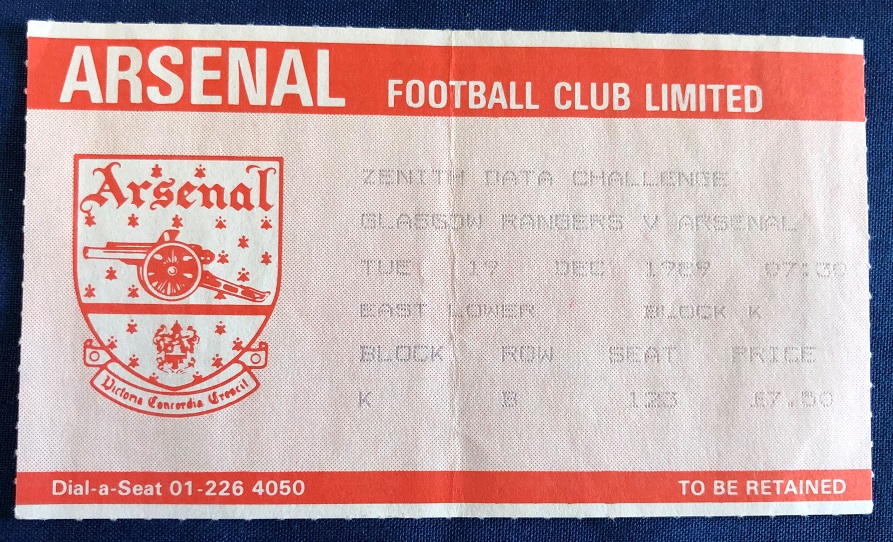 ARSENAL FOOTBALL CLUB LIMITED
Arsenal
Victoria Concordia Crescit
ZENITH DATA CHALLENGE
GLASGOW RANGERS V ARSENAL
TUE 19 DEC 1989 07:30
EAST LOWER BLOCK K
BLOCK ROW SEAT PRICE
K B 123 £7.50
Dial-a-Seat 01-226 4050 TO BE RETAINED